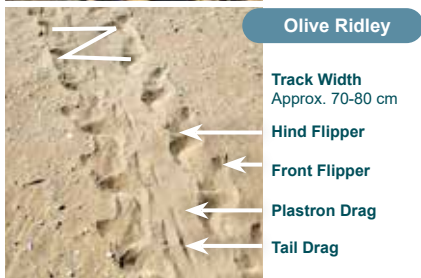 Olive Ridley
Track Width
Approx. 70-80 cm
Hind Flipper
Front Flipper
Plastron Drag
Tail Drag